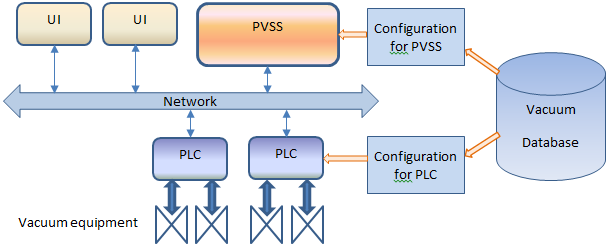 UI
UI
PVSS
Configuration
for PVSS
Network
Vacuum
Database
PLC
PLC
Configuration
for PLC
Vacuum equipment